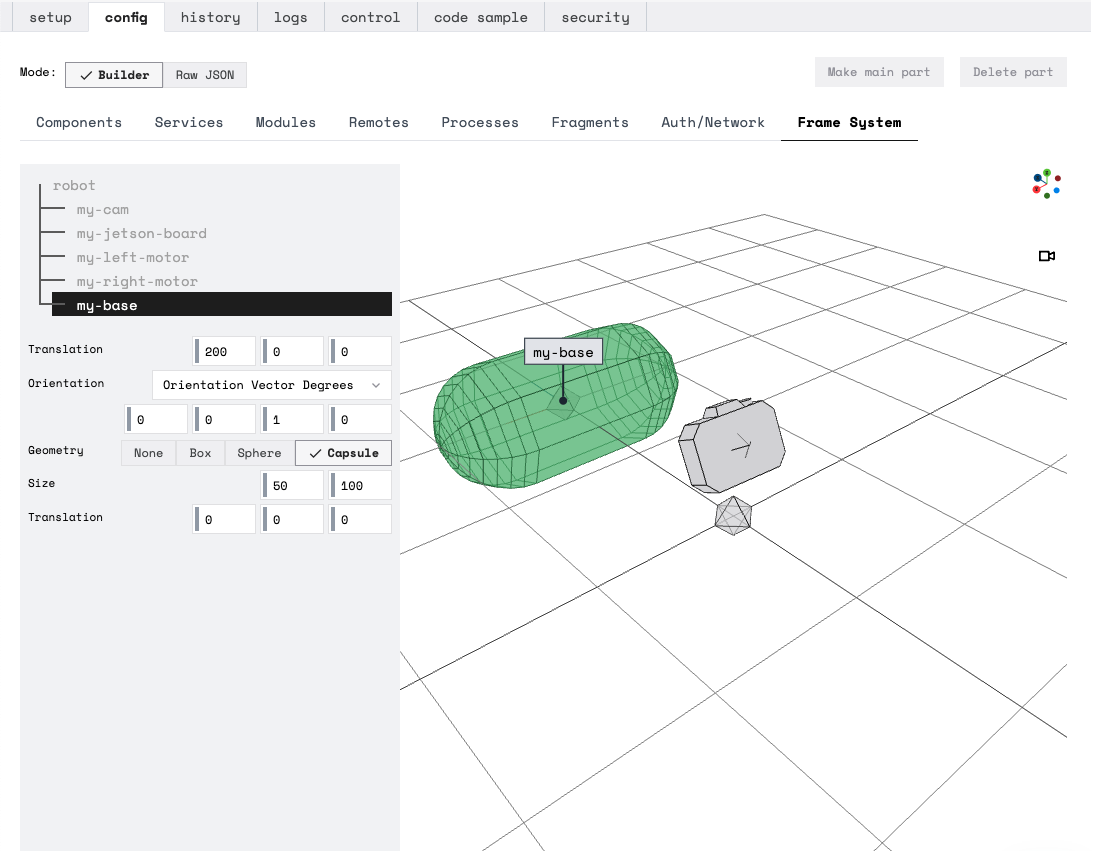 setup config history logs control code sample security
Mode: Builder Raw JSON Make main part Delete part
Components Services Modules Remotes Processes Fragments Auth/Network Frame System
robot
my-cam
my-jetson-board
my-left-motor
my-right-motor
my-base
Translation 200 0 0
Orientation Orientation Vector Degrees
0 0 1 0
Geometry None Box Sphere Capsule
Size 50 100
Translation 0 0 0
my-base